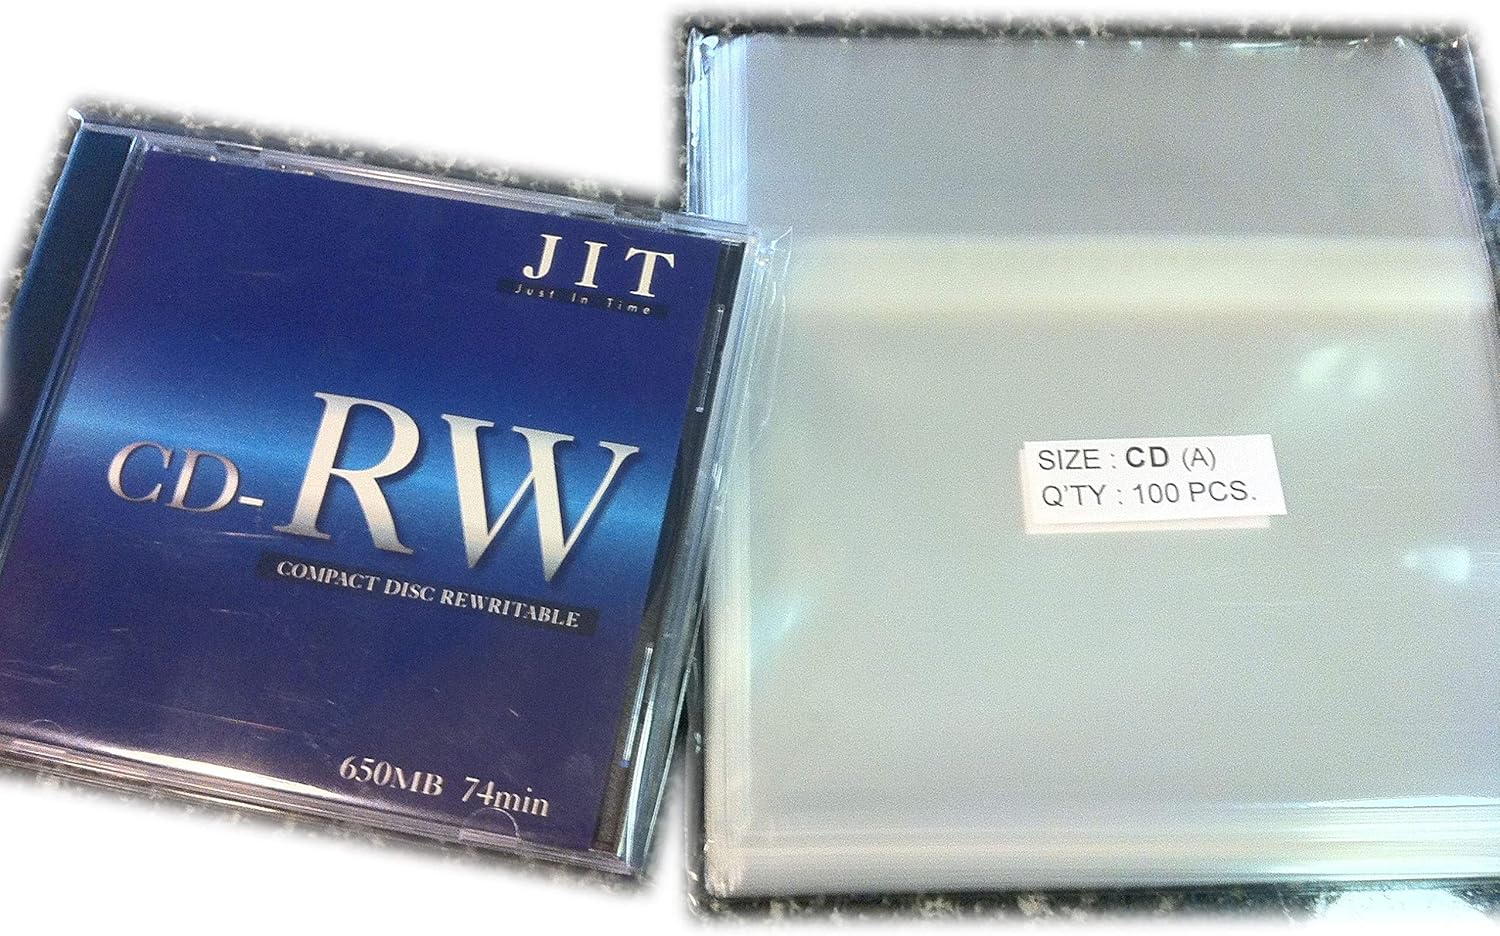 JIT
Just In Time
CD-RW
COMPACT DISC REWRITABLE
650MB 74min
SIZE : CD (A)
Q'TY : 100 PCS.